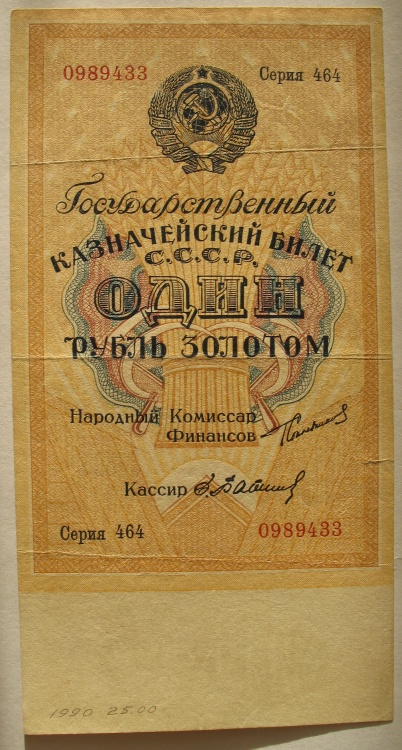 0989433 Серия 464
Государственный
КАЗНАЧЕЙСКИЙ БИЛЕТ
С.С.С.Р.
ОДИН
РУБЛЬ ЗОЛОТОМ
Народный Комиссар
Финансов
Кассир
Серия 464 0989433
1990 25.00